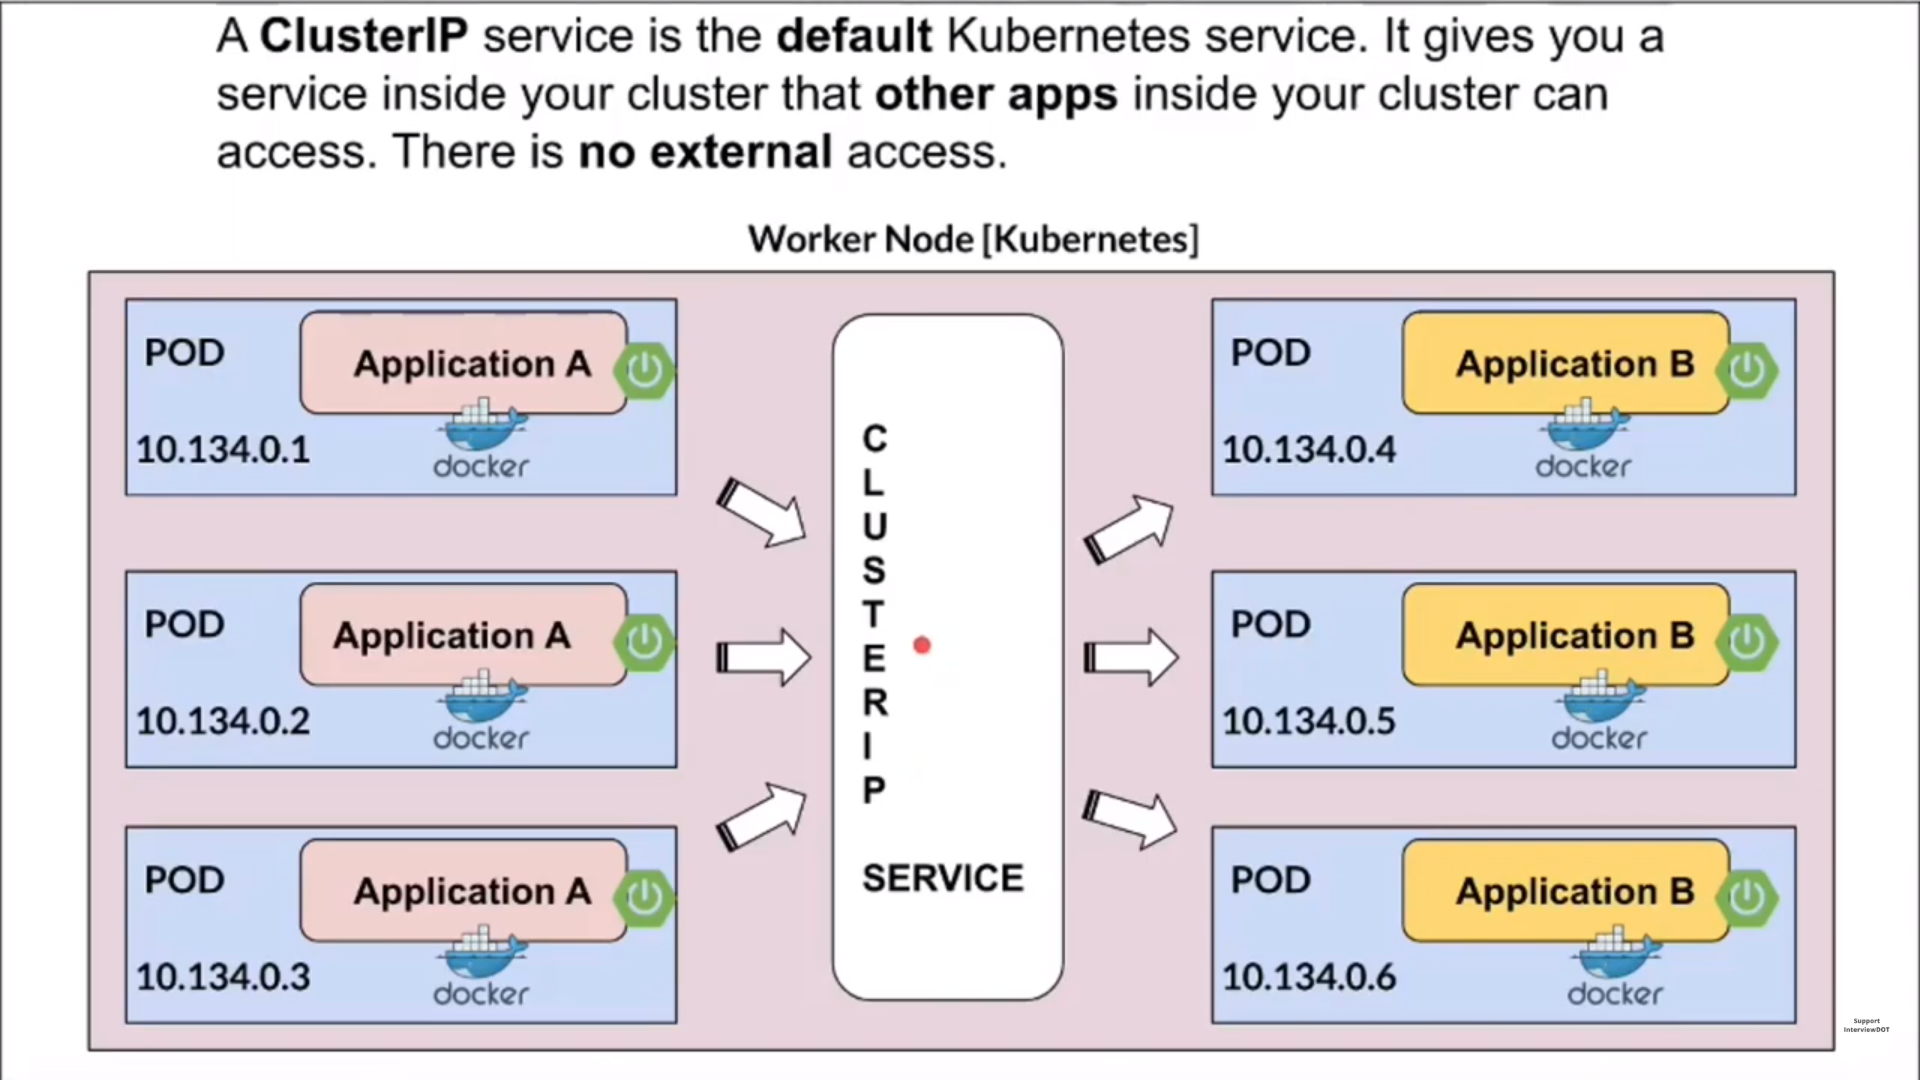 A ClusterIP service is the default Kubernetes service. It gives you a
service inside your cluster that other apps inside your cluster can
access. There is no external access.
Worker Node [Kubernetes]
POD
Application A
10.134.0.1
docker
POD
Application A
10.134.0.2
docker
POD
Application A
10.134.0.3
docker
C
L
U
S
T
E
R
I
P
SERVICE
POD
Application B
10.134.0.4
docker
POD
Application B
10.134.0.5
docker
POD
Application B
10.134.0.6
docker
Support
InterviewDOT